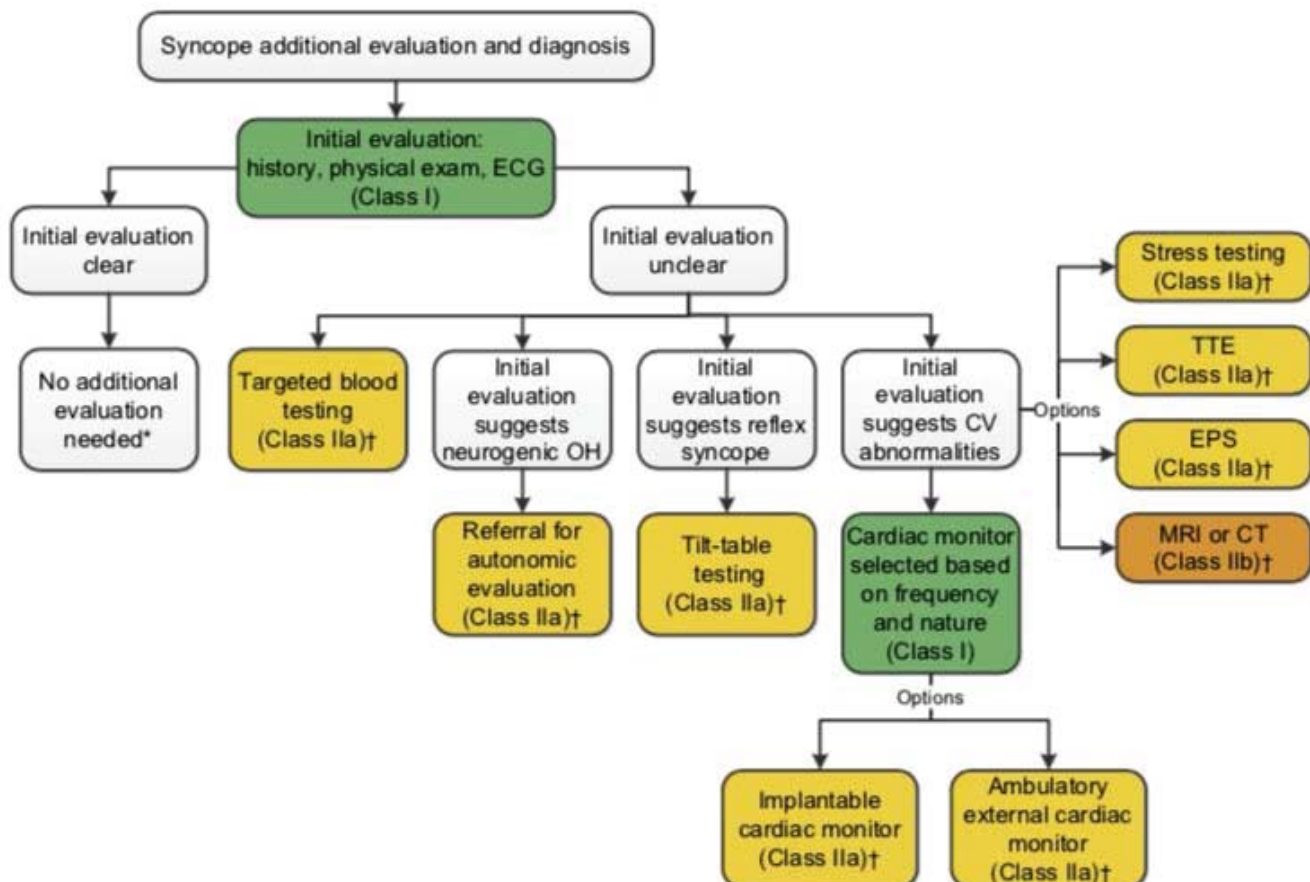 Syncope additional evaluation and diagnosis
Initial evaluation:
history, physical exam, ECG
(Class I)
Initial evaluation
clear
Initial evaluation
unclear
No additional
evaluation
needed*
Targeted blood
testing
(Class IIa)†
Initial
evaluation
suggests
neurogenic OH
Initial
evaluation
suggests reflex
syncope
Initial
evaluation
suggests CV
abnormalities
Options
Stress testing
(Class IIa)†
TTE
(Class IIa)†
EPS
(Class IIa)†
MRI or CT
(Class IIb)†
Referral for
autonomic
evaluation
(Class IIa)†
Tilt-table
testing
(Class IIa)†
Cardiac monitor
selected based
on frequency
and nature
(Class I)
Options
Implantable
cardiac monitor
(Class IIa)†
Ambulatory
external cardiac
monitor
(Class IIa)†